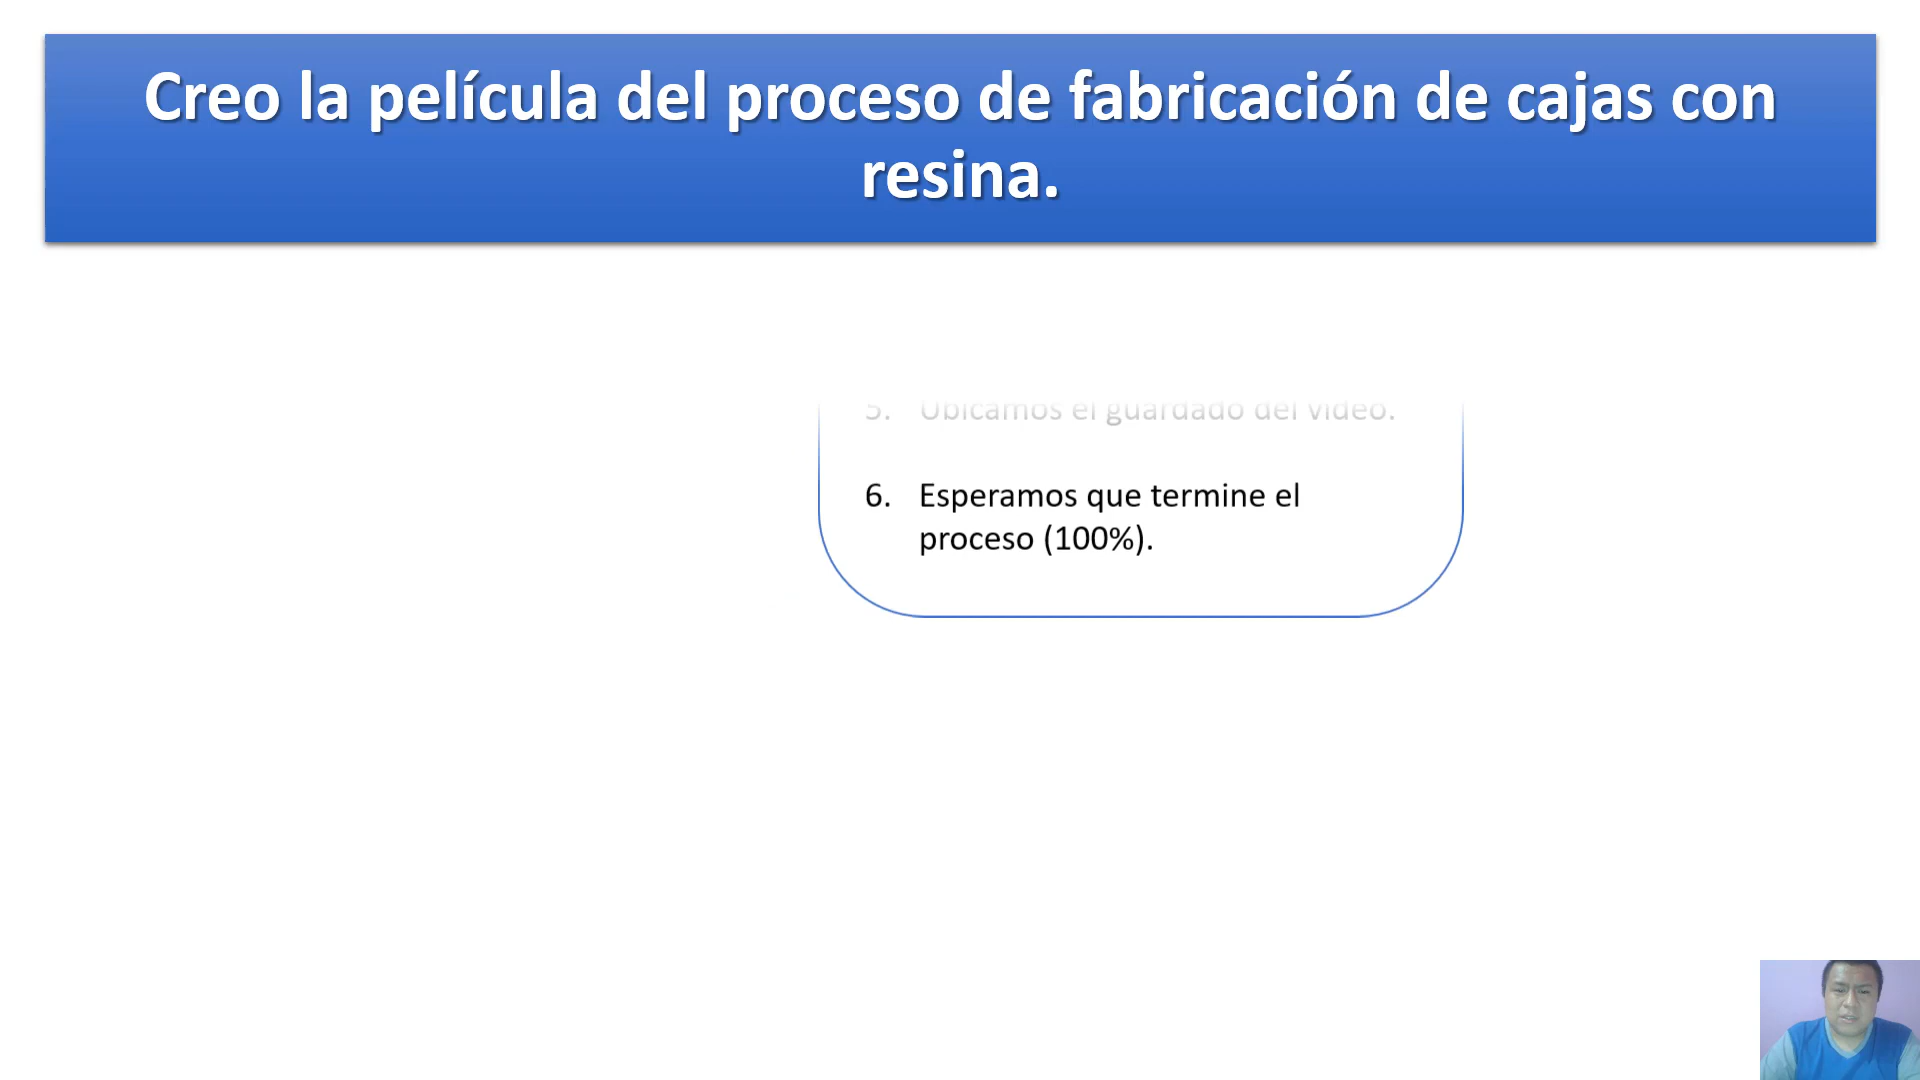 Creo la película del proceso de fabricación de cajas con
resina.
5. Ubicamos el guardado del video.
6. Esperamos que termine el
proceso (100%).